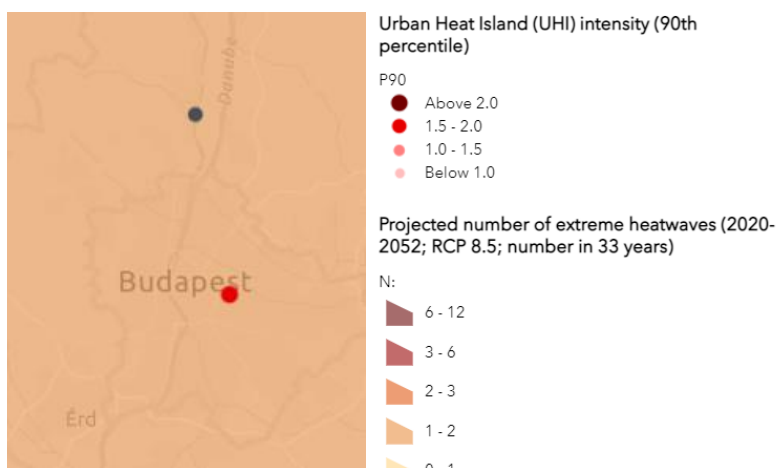 Danube
Budapest
Érd
Urban Heat Island (UHI) intensity (90th
percentile)
P90
Above 2.0
1.5 - 2.0
1.0 - 1.5
Below 1.0
Projected number of extreme heatwaves (2020-
2052; RCP 8.5; number in 33 years)
N:
6 - 12
3 - 6
2 - 3
1 - 2
0 - 1